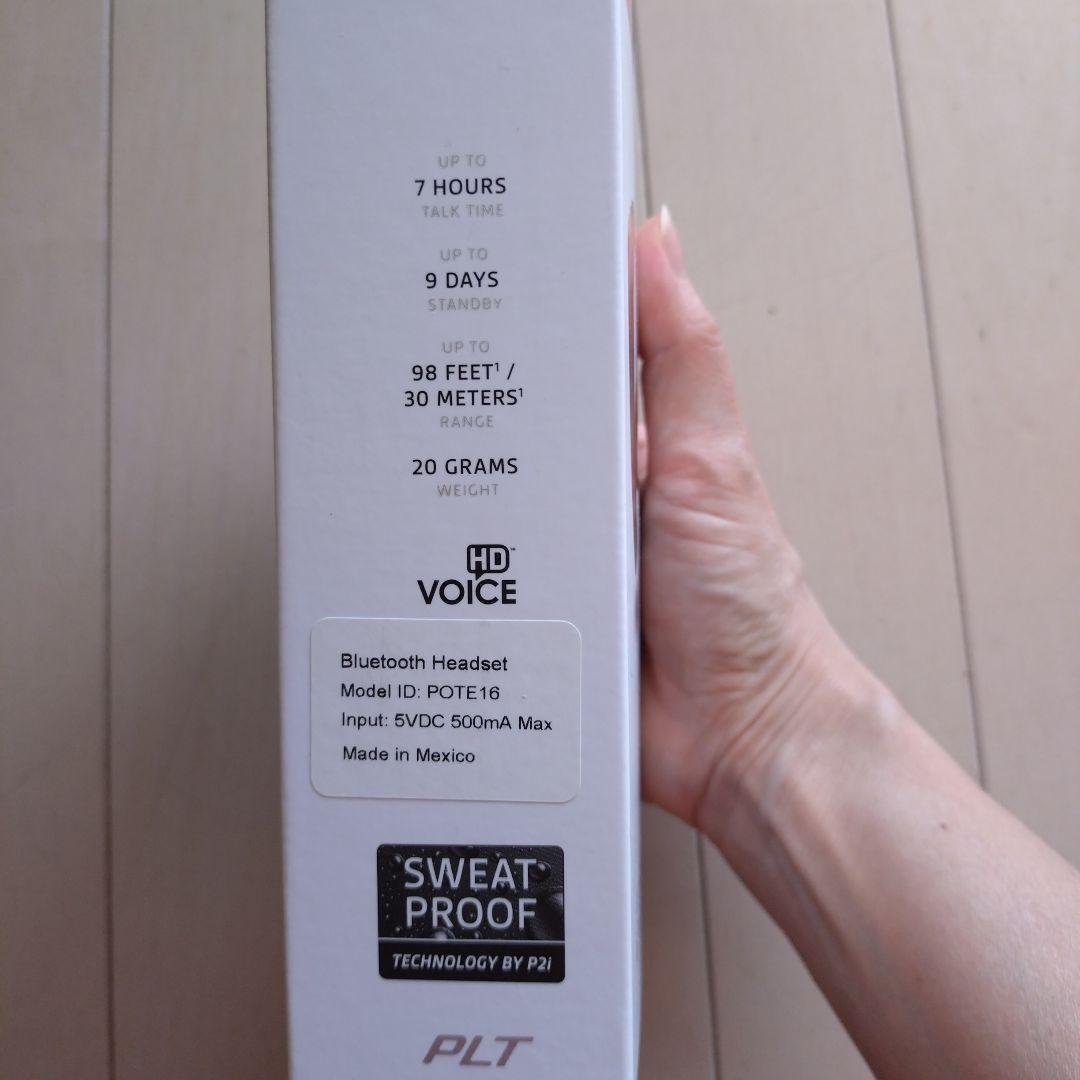 UP TO
7 HOURS
TALK TIME
UP TO
9 DAYS
STANDBY
UP TO
98 FEET¹ /
30 METERS¹
RANGE
20 GRAMS
WEIGHT
HD™
VOICE
Bluetooth Headset
Model ID: POTE16
Input: 5VDC 500mA Max
Made in Mexico
SWEAT
PROOF
TECHNOLOGY BY P2i
PLT